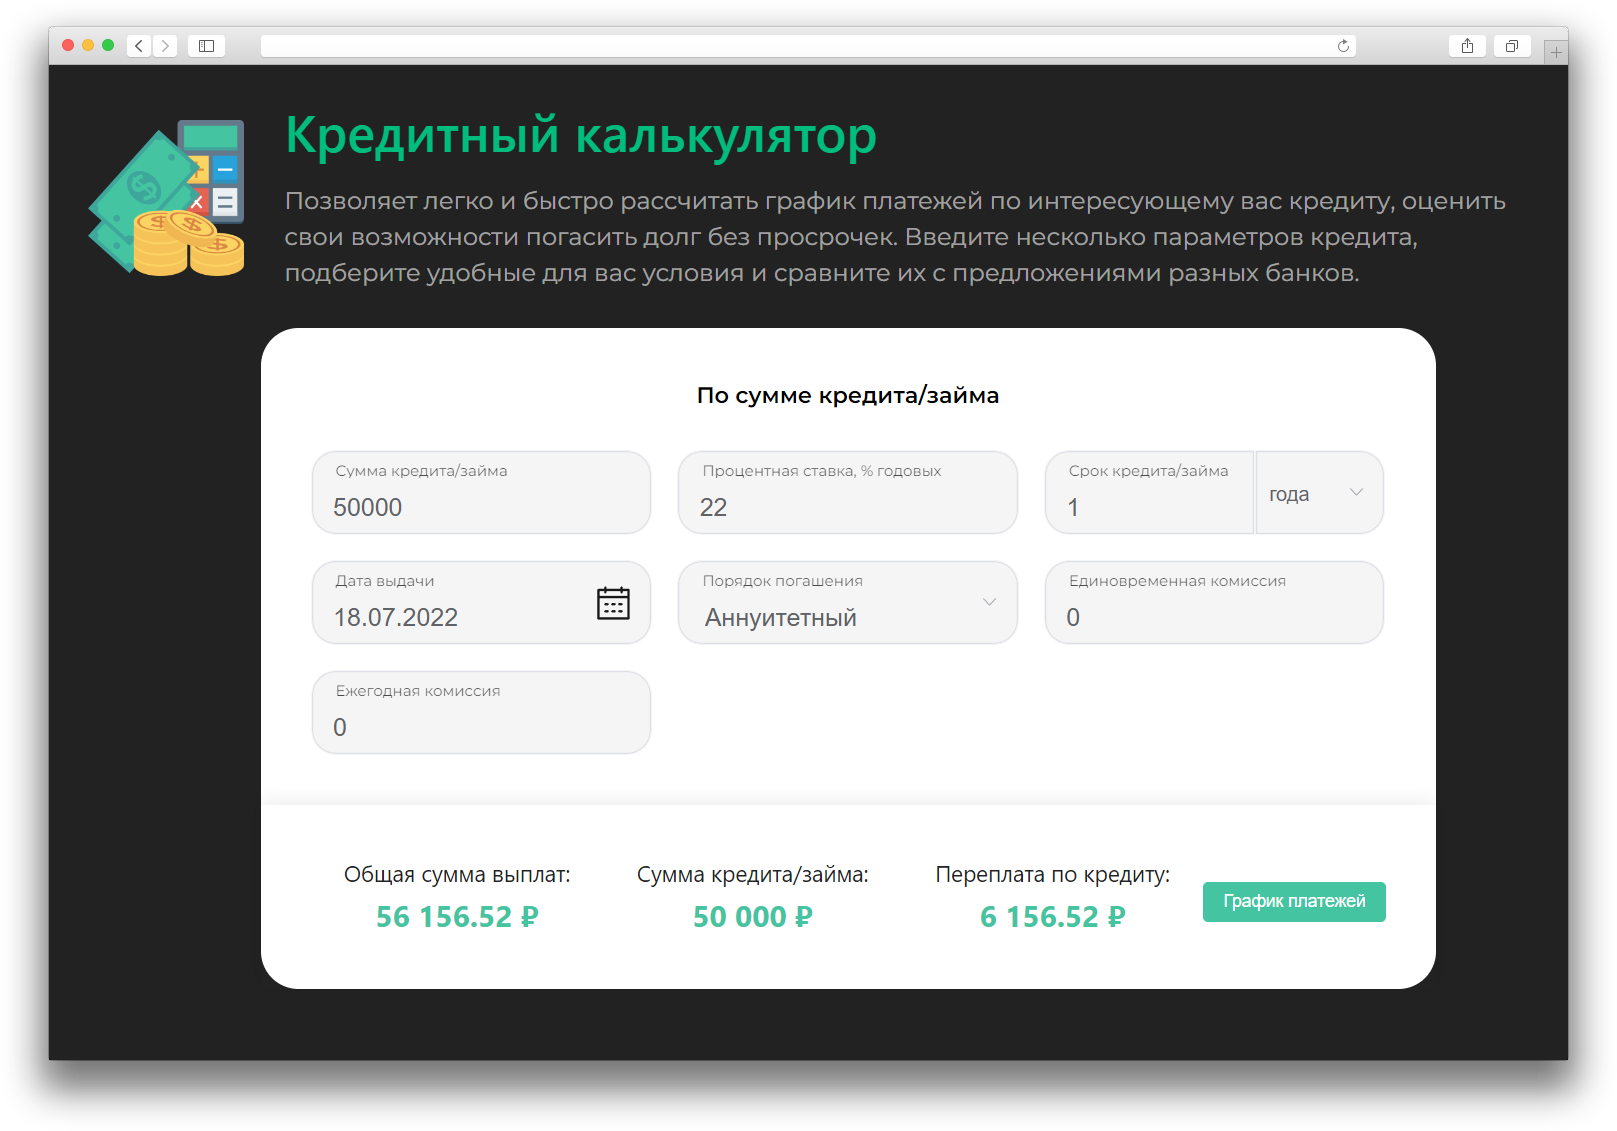 Кредитный калькулятор
Позволяет легко и быстро рассчитать график платежей по интересующему вас кредиту, оценить
свои возможности погасить долг без просрочек. Введите несколько параметров кредита,
подберите удобные для вас условия и сравните их с предложениями разных банков.
По сумме кредита/займа
Сумма кредита/займа
50000
Процентная ставка, % годовых
22
Срок кредита/займа
1
года
Дата выдачи
18.07.2022
Порядок погашения
Аннуитетный
Единовременная комиссия
0
Ежегодная комиссия
0
Общая сумма выплат:
56 156.52 ₽
Сумма кредита/займа:
50 000 ₽
Переплата по кредиту:
6 156.52 ₽
График платежей